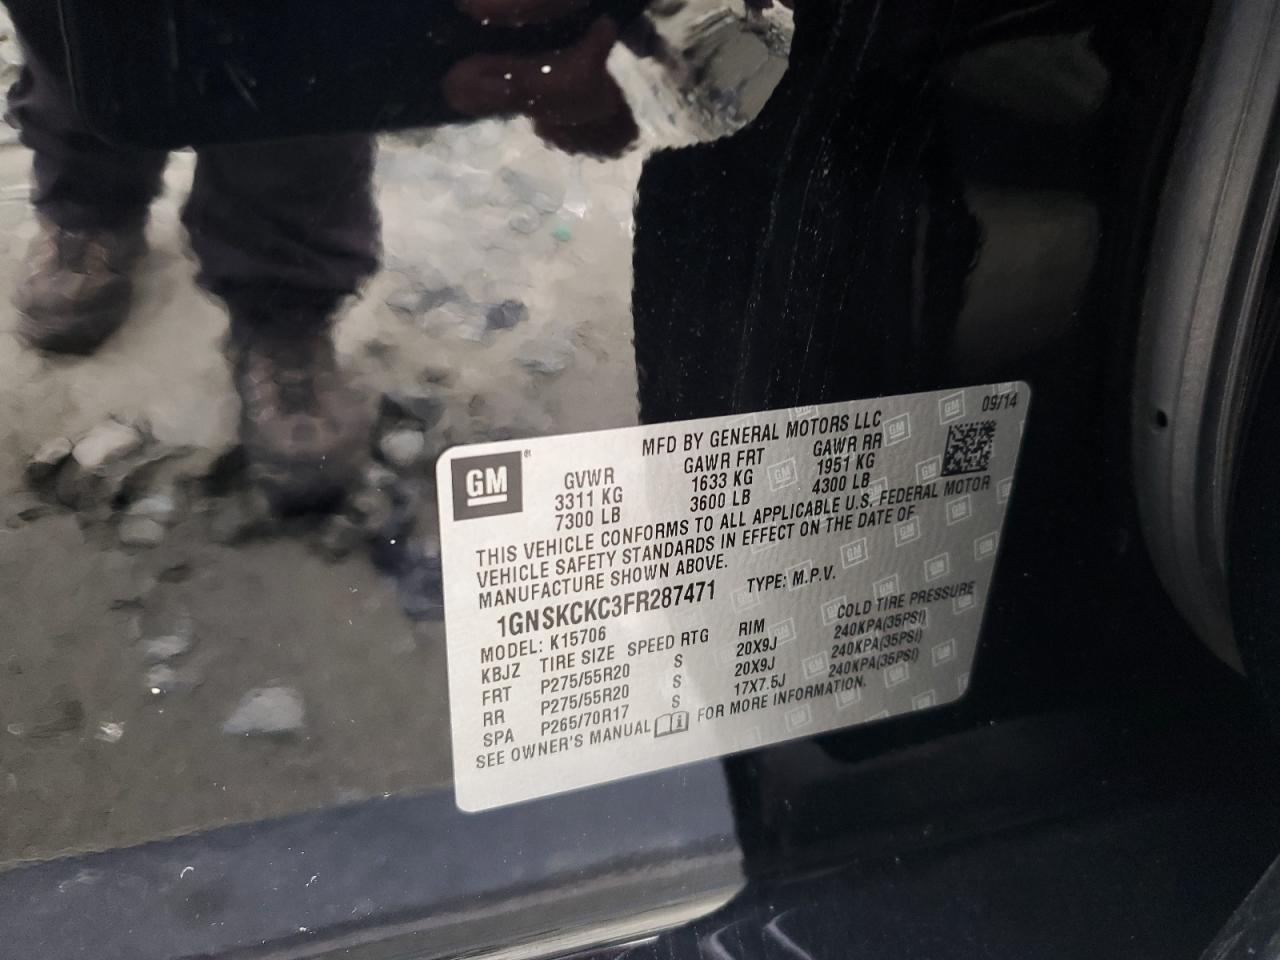 09/14
MFD BY GENERAL MOTORS LLC
GM ®
GVWR GAWR FRT GAWR RR
3311 KG 1633 KG 1951 KG
7300 LB 3600 LB 4300 LB
THIS VEHICLE CONFORMS TO ALL APPLICABLE U.S. FEDERAL MOTOR
VEHICLE SAFETY STANDARDS IN EFFECT ON THE DATE OF
MANUFACTURE SHOWN ABOVE.
1GNSKCKC3FR287471 TYPE: M.P.V.
MODEL: K15706
KBJZ TIRE SIZE SPEED RTG RIM COLD TIRE PRESSURE
FRT P275/55R20 S 20X9J 240KPA(35PSI)
RR P275/55R20 S 20X9J 240KPA(35PSI)
SPA P265/70R17 S 17X7.5J 240KPA(35PSI)
SEE OWNER'S MANUAL FOR MORE INFORMATION.